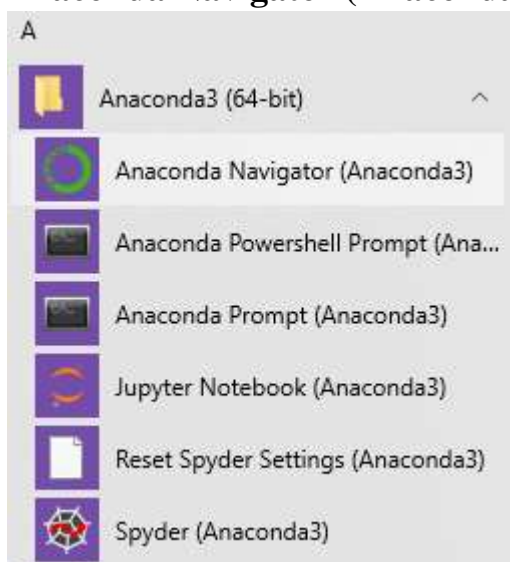 A
Anaconda3 (64-bit)
Anaconda Navigator (Anaconda3)
Anaconda Powershell Prompt (Ana...
Anaconda Prompt (Anaconda3)
Jupyter Notebook (Anaconda3)
Reset Spyder Settings (Anaconda3)
Spyder (Anaconda3)